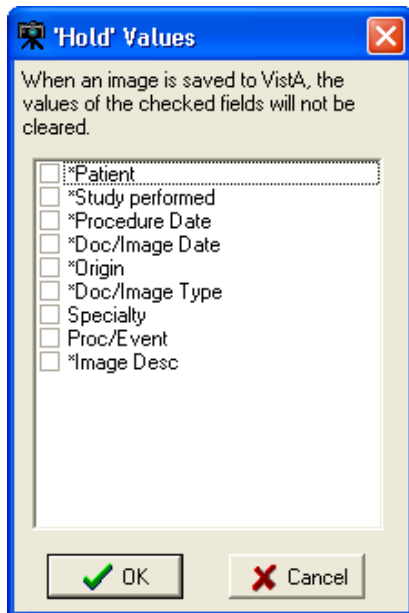 'Hold' Values
When an image is saved to VistA, the
values of the checked fields will not be
cleared.
*Patient
*Study performed
*Procedure Date
*Doc/Image Date
*Origin
*Doc/Image Type
Specialty
Proc/Event
*Image Desc
OK Cancel